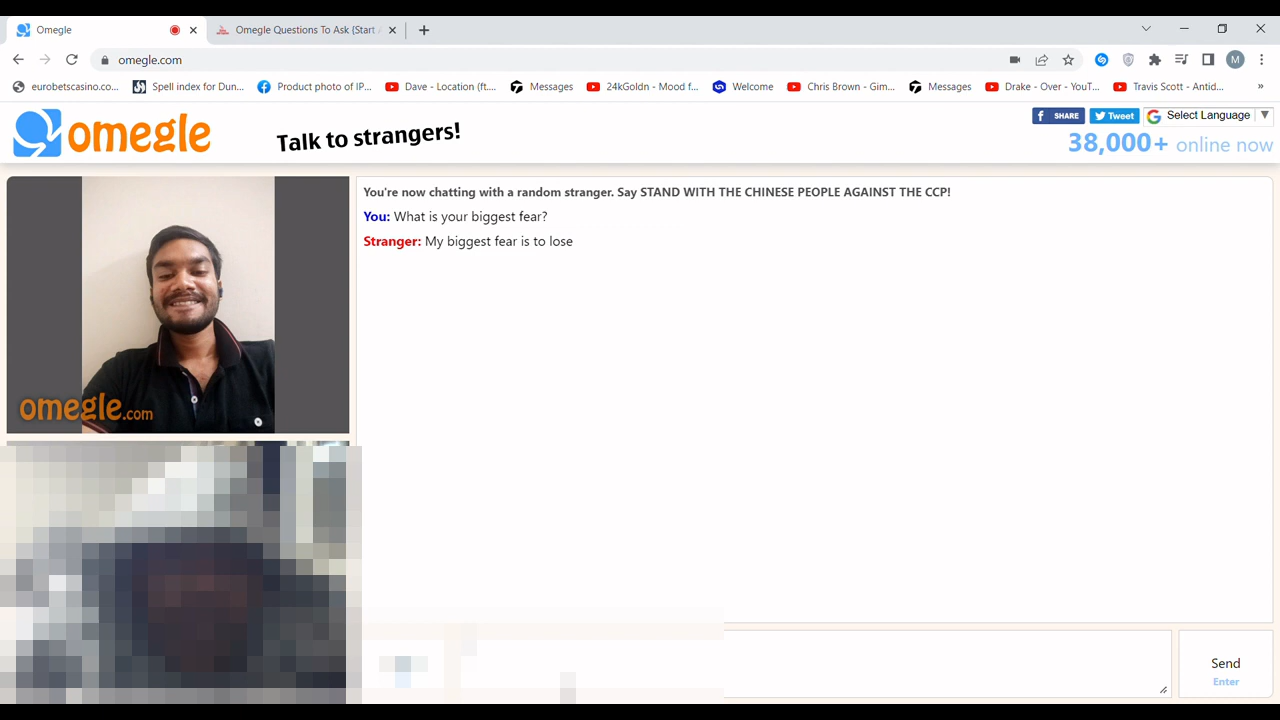 Omegle
Omegle Questions To Ask (Start
omegle.com
M
eurobetscasino.co...
Spell index for Dun...
Product photo of IP...
Dave - Location (ft....
Messages
24kGoldn - Mood f...
Welcome
Chris Brown - Gim...
Messages
Drake - Over - YouT...
Travis Scott - Antid...
»
omegle
Talk to strangers!
f SHARE
Tweet
G Select Language ▼
38,000+ online now
omegle.com
You're now chatting with a random stranger. Say STAND WITH THE CHINESE PEOPLE AGAINST THE CCP!
You: What is your biggest fear?
Stranger: My biggest fear is to lose
Send
Enter